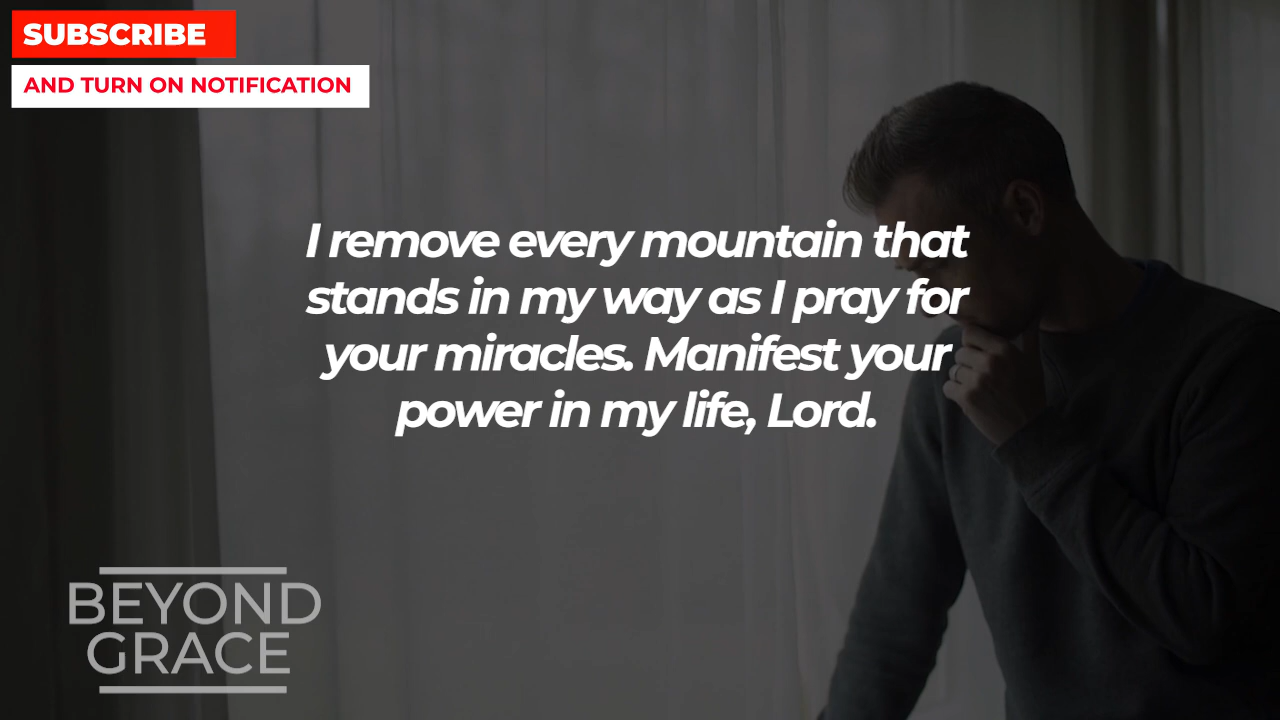 SUBSCRIBE
AND TURN ON NOTIFICATION
I remove every mountain that
stands in my way as I pray for
your miracles. Manifest your
power in my life, Lord.
BEYOND
GRACE